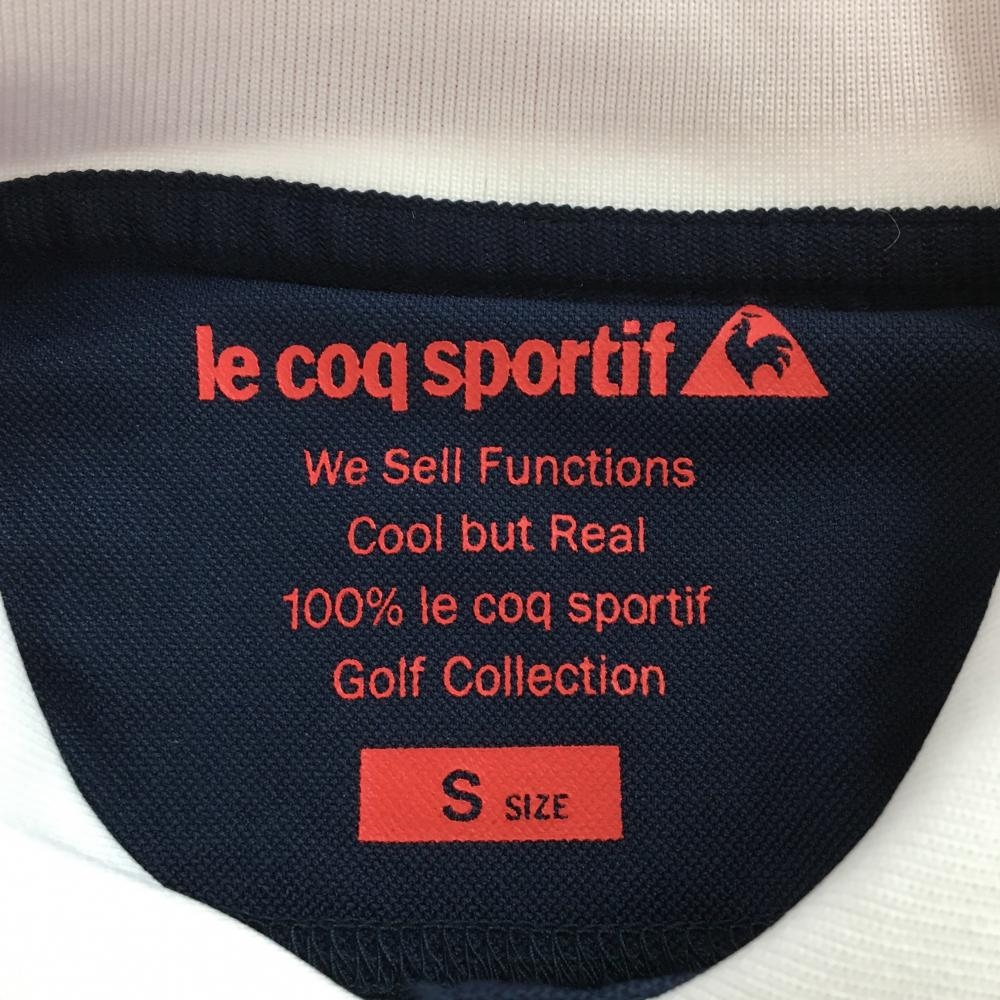 le coq sportif
We Sell Functions
Cool but Real
100% le coq sportif
Golf Collection
S SIZE